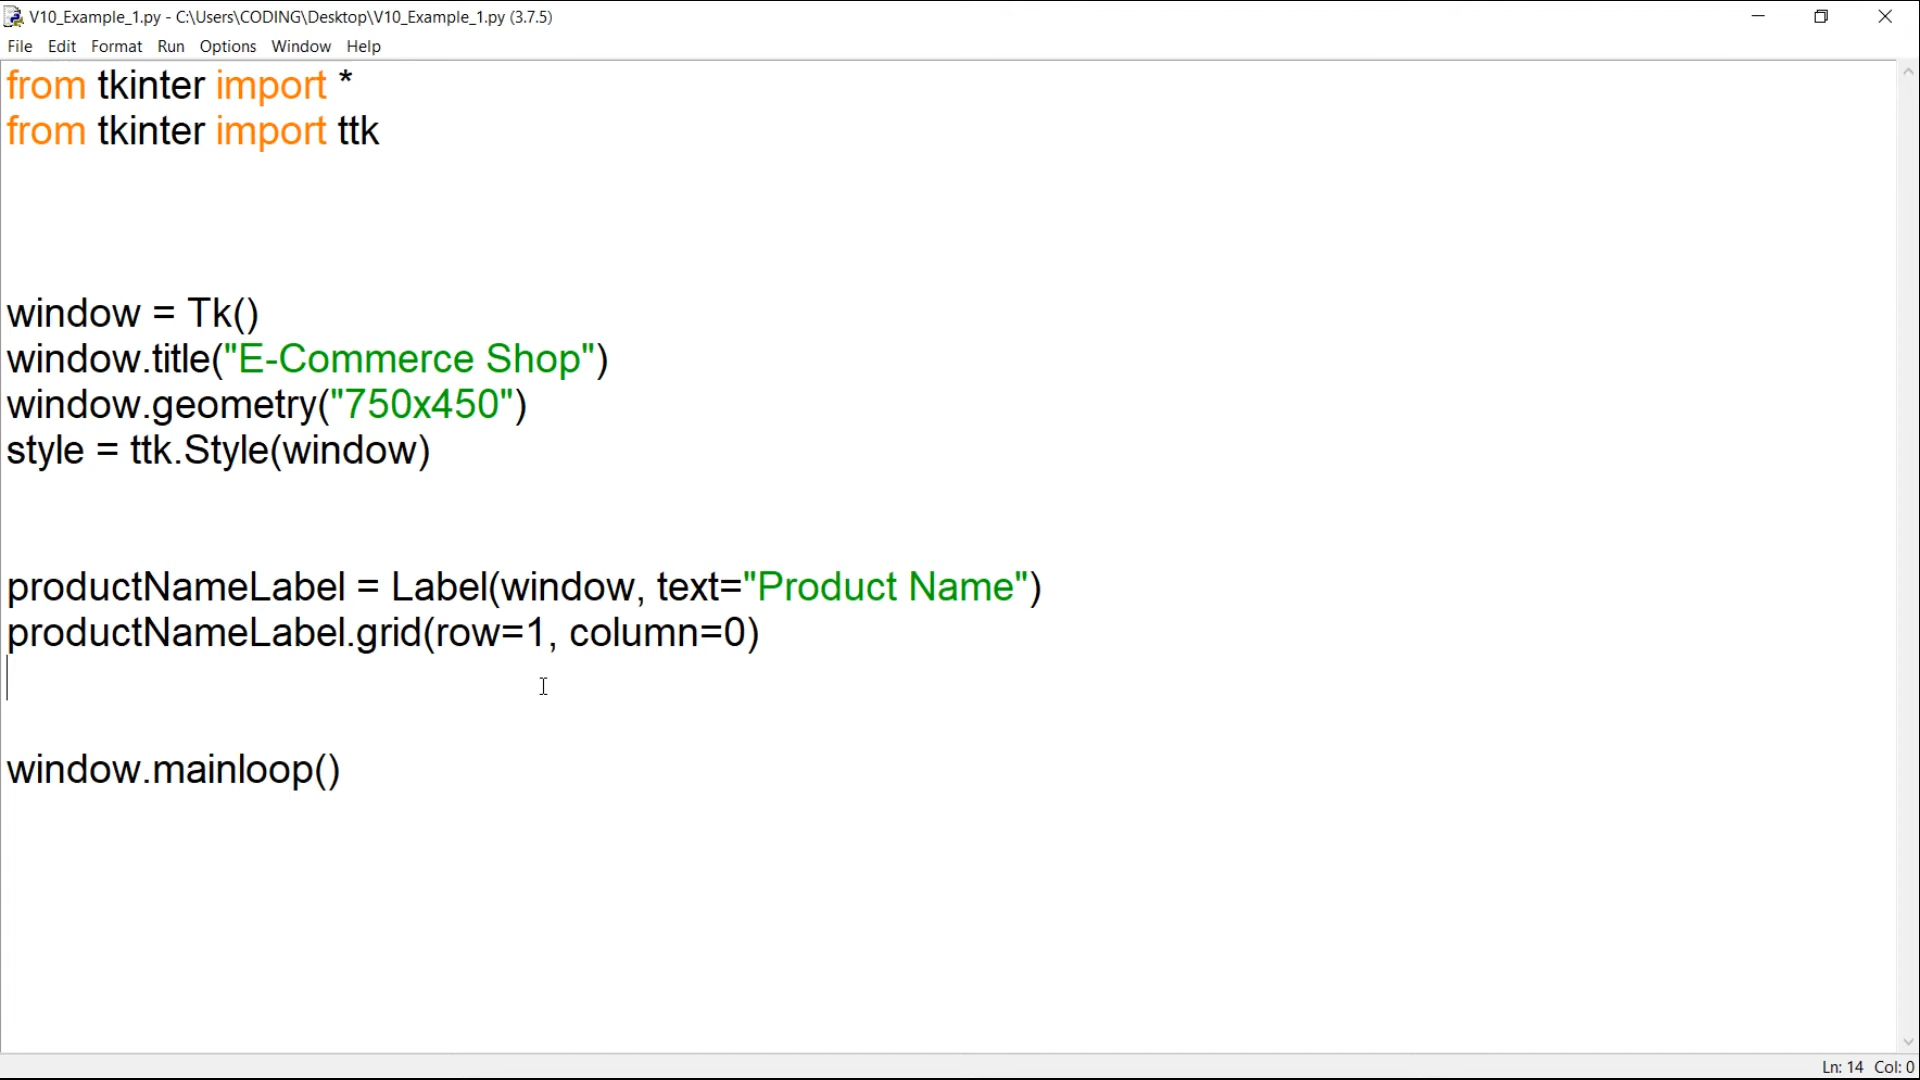 V10_Example_1.py - C:\Users\CODING\Desktop\V10_Example_1.py (3.7.5)
File Edit Format Run Options Window Help
from tkinter import *
from tkinter import ttk
window = Tk()
window.title("E-Commerce Shop")
window.geometry("750x450")
style = ttk.Style(window)
productNameLabel = Label(window, text="Product Name")
productNameLabel.grid(row=1, column=0)
window.mainloop()
Ln: 14 Col: 0